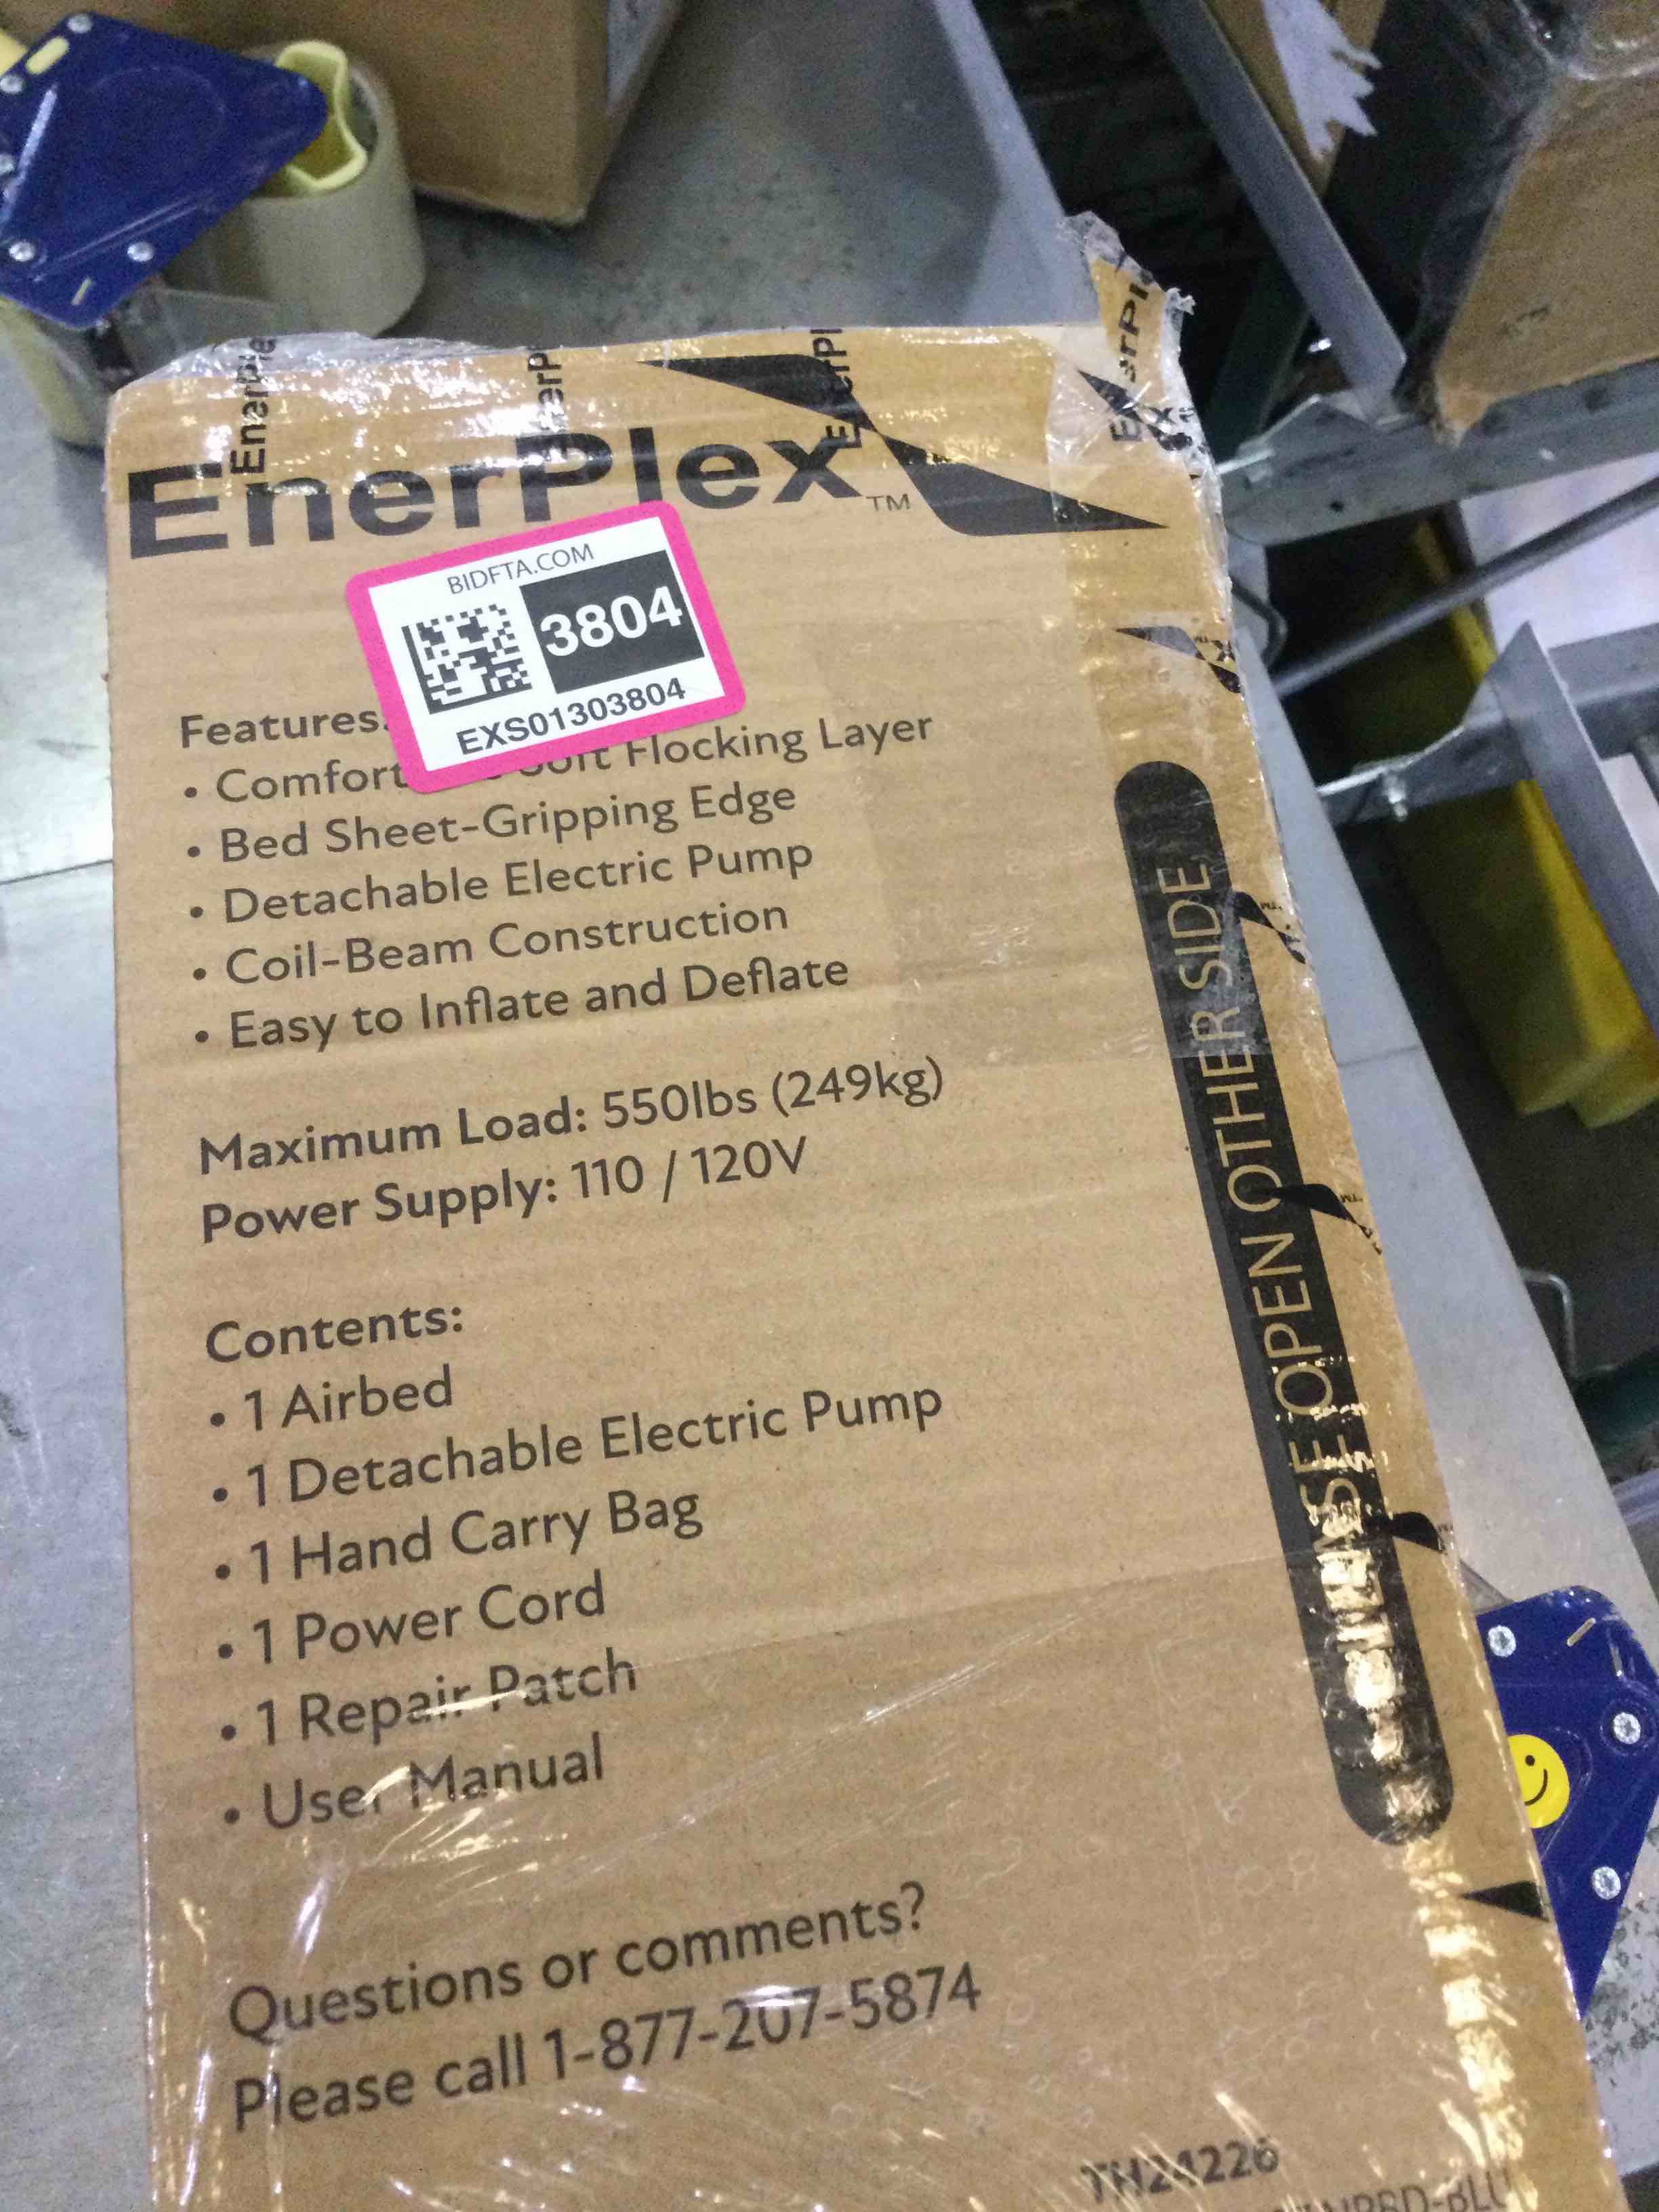 EnerPlex™
BIDFTA.COM
3804
EXS01303804
Features:
• Comfort Soft Flocking Layer
• Bed Sheet-Gripping Edge
• Detachable Electric Pump
• Coil-Beam Construction
• Easy to Inflate and Deflate
Maximum Load: 550lbs (249kg)
Power Supply: 110 / 120V
Contents:
• 1 Airbed
• 1 Detachable Electric Pump
• 1 Hand Carry Bag
• 1 Power Cord
• 1 Repair Patch
• User Manual
Questions or comments?
Please call 1-877-207-5874
TH24226
OPEN OTHER SIDE